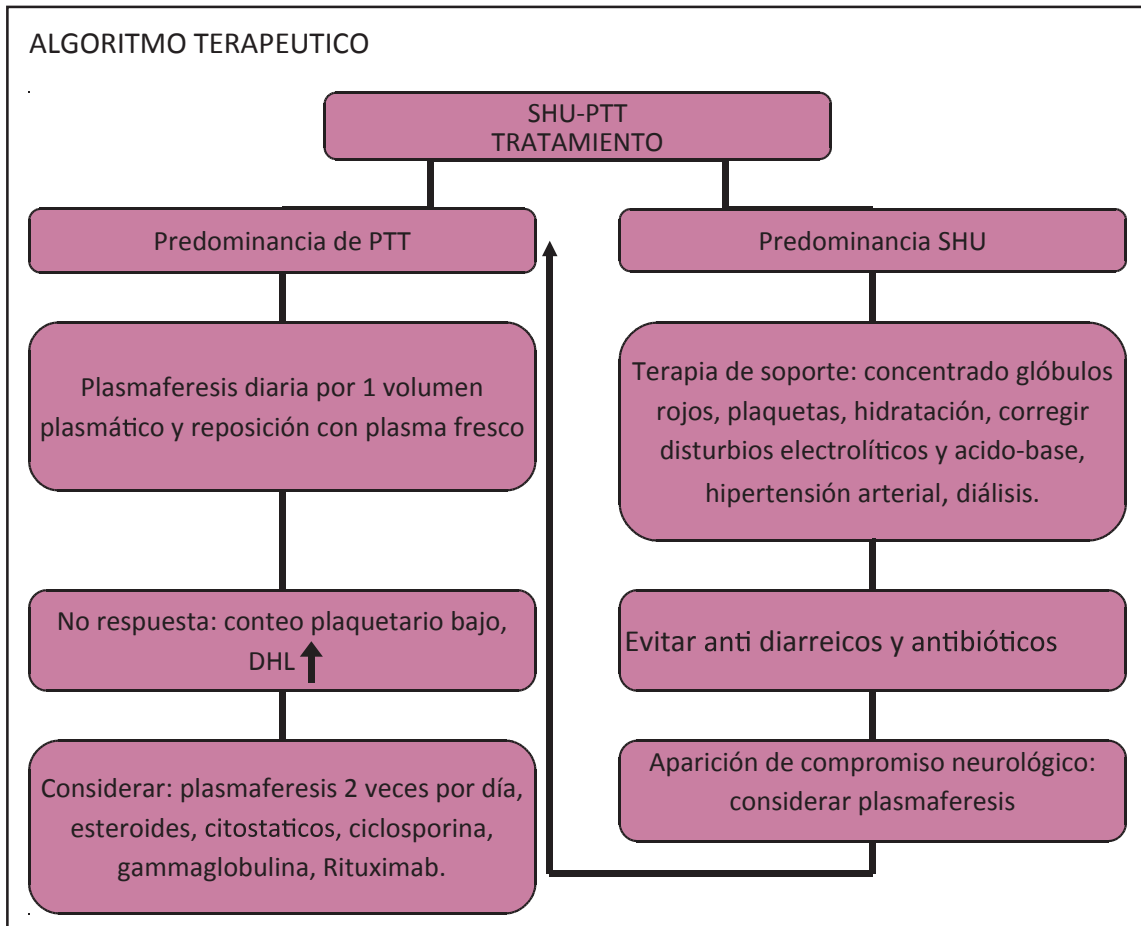 ALGORITMO TERAPEUTICO
SHU-PTT
TRATAMIENTO
Predominancia de PTT
Plasmaferesis diaria por 1 volumen
plasmático y reposición con plasma fresco
No respuesta: conteo plaquetario bajo,
DHL
Considerar: plasmaferesis 2 veces por día,
esteroides, citostaticos, ciclosporina,
gammaglobulina, Rituximab.
Predominancia SHU
Terapia de soporte: concentrado glóbulos
rojos, plaquetas, hidratación, corregir
disturbios electrolíticos y acido-base,
hipertensión arterial, diálisis.
Evitar anti diarreicos y antibióticos
Aparición de compromiso neurológico:
considerar plasmaferesis